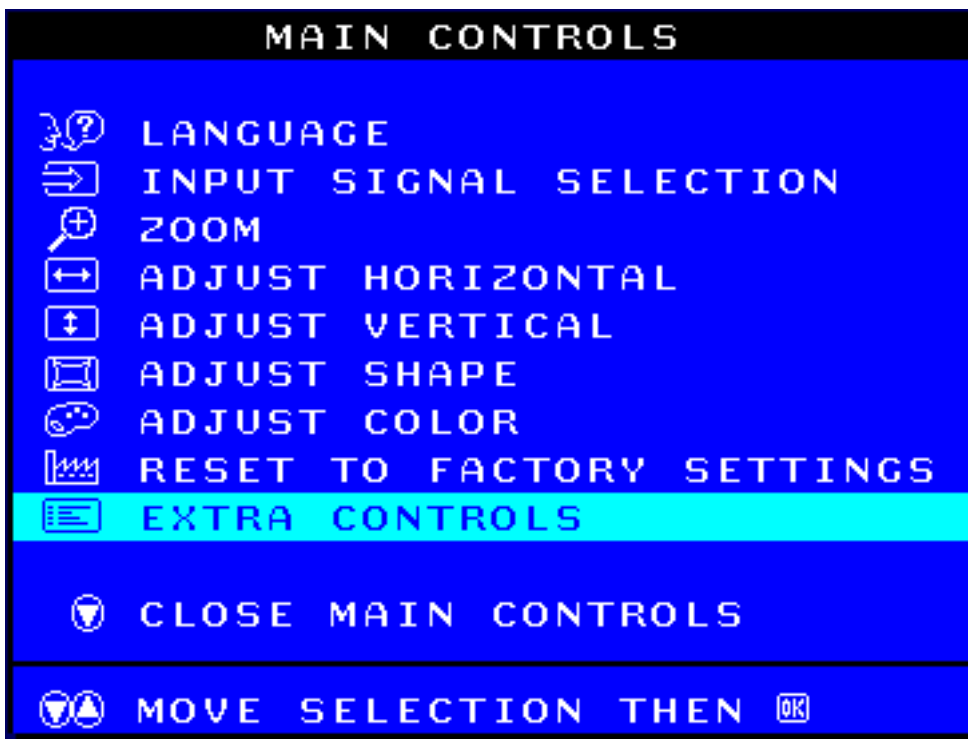 MAIN CONTROLS
LANGUAGE
INPUT SIGNAL SELECTION
ZOOM
ADJUST HORIZONTAL
ADJUST VERTICAL
ADJUST SHAPE
ADJUST COLOR
RESET TO FACTORY SETTINGS
EXTRA CONTROLS
CLOSE MAIN CONTROLS
MOVE SELECTION THEN OK